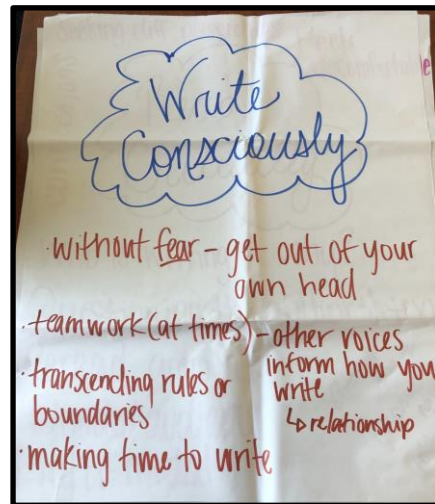 Write
Consciously
· without fear – get out of your
own head
· teamwork (at times) – other voices
inform how you
write
↳ relationship
· transcending rules or
boundaries
· making time to write